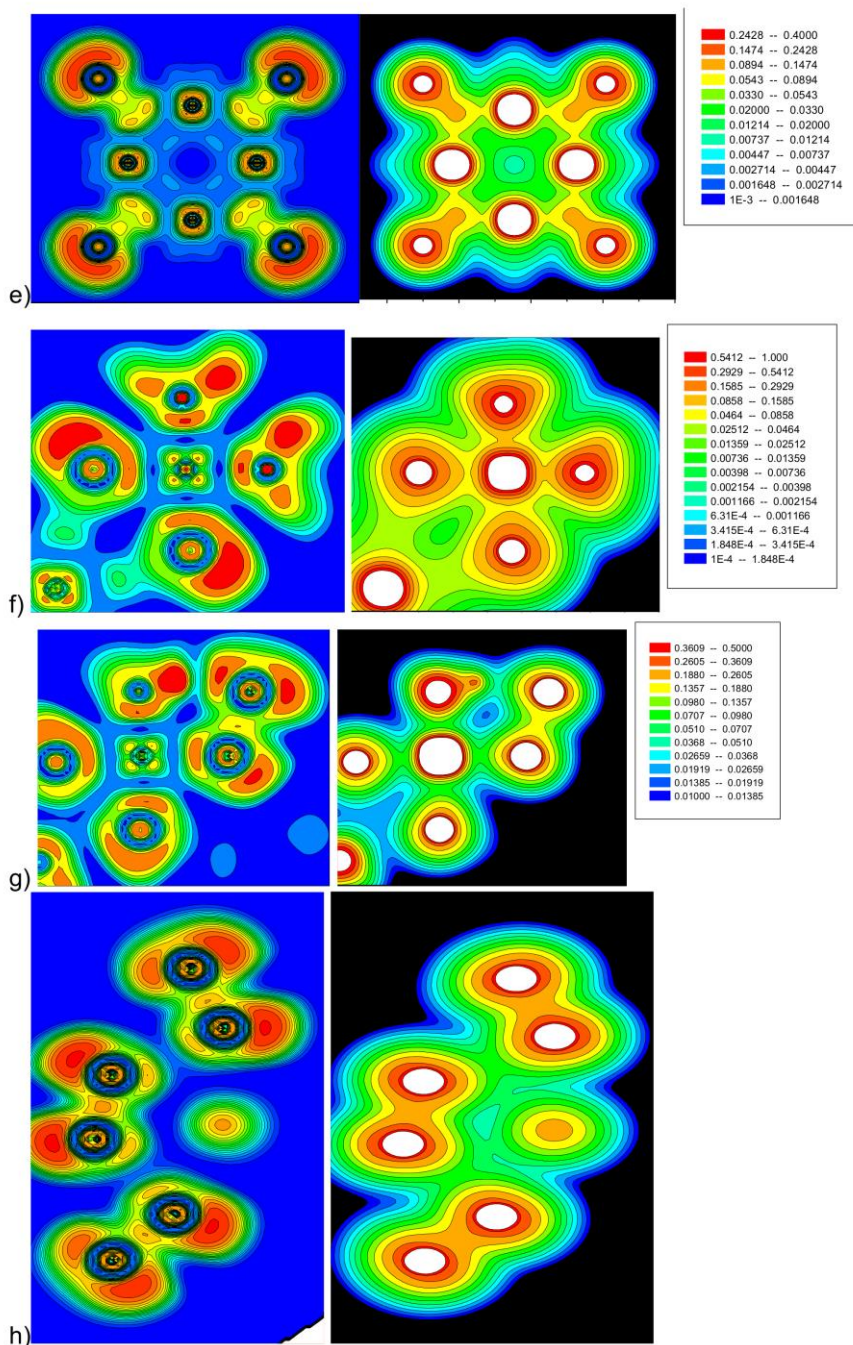 0.2428 -- 0.4000
0.1474 -- 0.2428
0.0894 -- 0.1474
0.0543 -- 0.0894
0.0330 -- 0.0543
0.02000 -- 0.0330
0.01214 -- 0.02000
0.00737 -- 0.01214
0.00447 -- 0.00737
0.002714 -- 0.00447
0.001648 -- 0.002714
1E-3 -- 0.001648
e)
0.5412 -- 1.000
0.2929 -- 0.5412
0.1585 -- 0.2929
0.0858 -- 0.1585
0.0464 -- 0.0858
0.02512 -- 0.0464
0.01359 -- 0.02512
0.00736 -- 0.01359
0.00398 -- 0.00736
0.002154 -- 0.00398
0.001166 -- 0.002154
6.31E-4 -- 0.001166
3.415E-4 -- 6.31E-4
1.848E-4 -- 3.415E-4
1E-4 -- 1.848E-4
f)
0.3609 -- 0.5000
0.2605 -- 0.3609
0.1880 -- 0.2605
0.1357 -- 0.1880
0.0980 -- 0.1357
0.0707 -- 0.0980
0.0510 -- 0.0707
0.0368 -- 0.0510
0.02659 -- 0.0368
0.01919 -- 0.02659
0.01385 -- 0.01919
0.01000 -- 0.01385
g)
h)